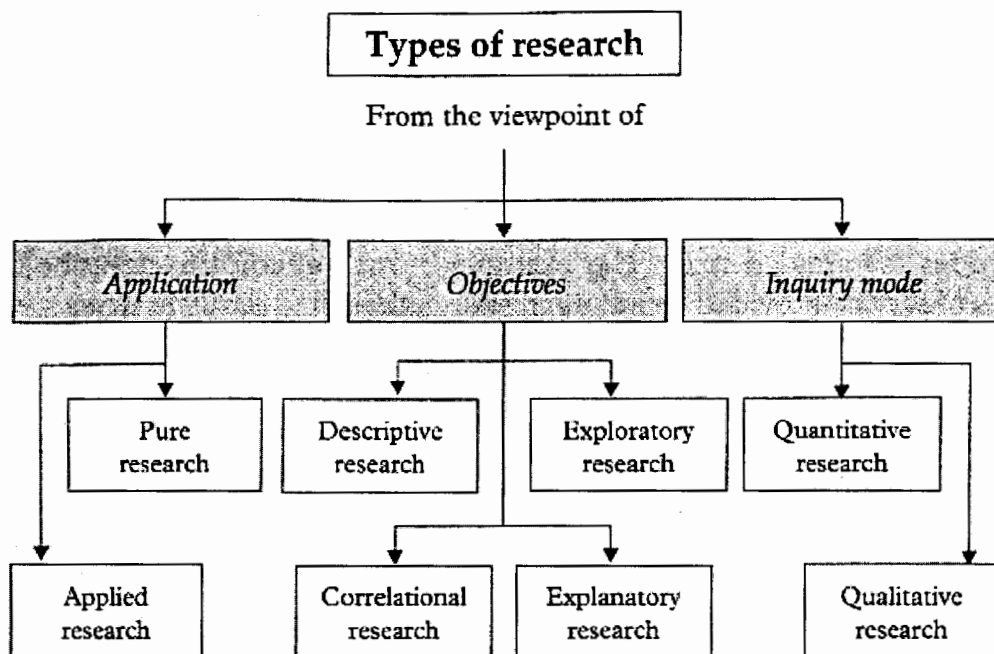 Types of research
From the viewpoint of
Application
Objectives
Inquiry mode
Pure
research
Descriptive
research
Exploratory
research
Quantitative
research
Applied
research
Correlational
research
Explanatory
research
Qualitative
research